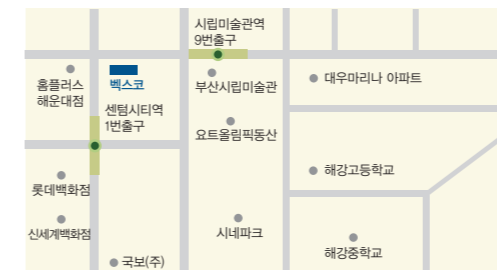 시립미술관역
9번출구
홈플러스
해운대점
벡스코
센텀시티역
1번출구
부산시립미술관
대우마리나 아파트
요트올림픽동산
롯데백화점
해강고등학교
신세계백화점
시네파크
해강중학교
국보(주)